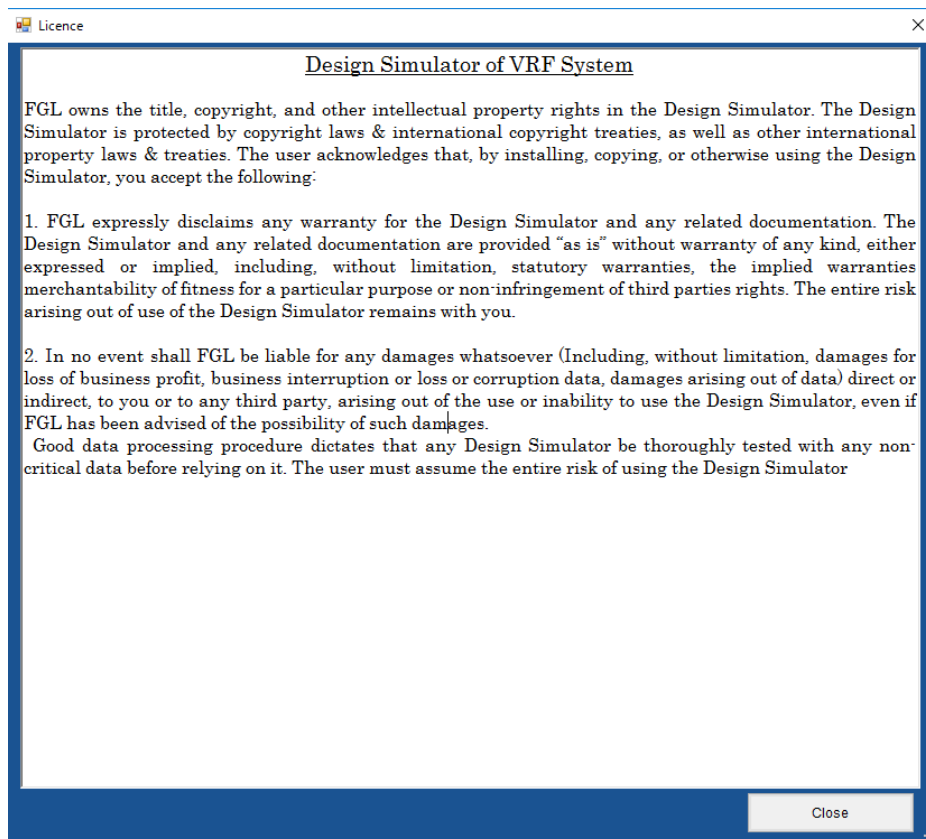 Licence
Design Simulator of VRF System
FGL owns the title, copyright, and other intellectual property rights in the Design Simulator. The Design
Simulator is protected by copyright laws & international copyright treaties, as well as other international
property laws & treaties. The user acknowledges that, by installing, copying, or otherwise using the Design
Simulator, you accept the following:
1. FGL expressly disclaims any warranty for the Design Simulator and any related documentation. The
Design Simulator and any related documentation are provided “as is” without warranty of any kind, either
expressed or implied, including, without limitation, statutory warranties, the implied warranties
merchantability of fitness for a particular purpose or non-infringement of third parties rights. The entire risk
arising out of use of the Design Simulator remains with you.
2. In no event shall FGL be liable for any damages whatsoever (Including, without limitation, damages for
loss of business profit, business interruption or loss or corruption data, damages arising out of data) direct or
indirect, to you or to any third party, arising out of the use or inability to use the Design Simulator, even if
FGL has been advised of the possibility of such damages.
Good data processing procedure dictates that any Design Simulator be thoroughly tested with any non-
critical data before relying on it. The user must assume the entire risk of using the Design Simulator
Close